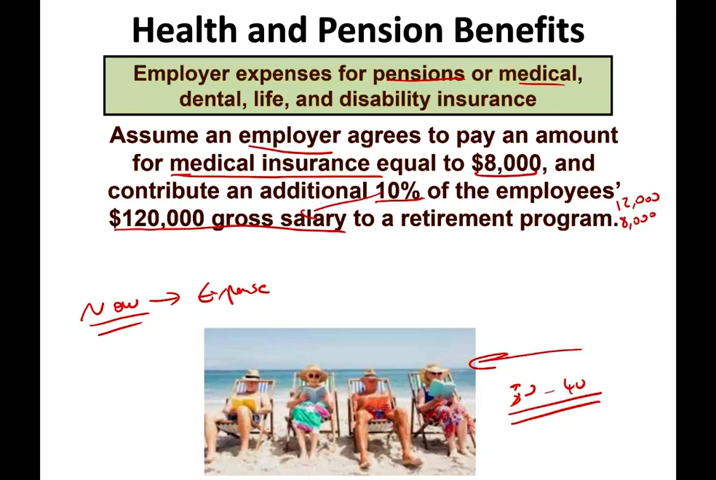 Health and Pension Benefits
Employer expenses for pensions or medical,
dental, life, and disability insurance
Assume an employer agrees to pay an amount
for medical insurance equal to $8,000, and
contribute an additional 10% of the employees'
12,000
$120,000 gross salary to a retirement program.
8,000
Now → Expense
30 - 40